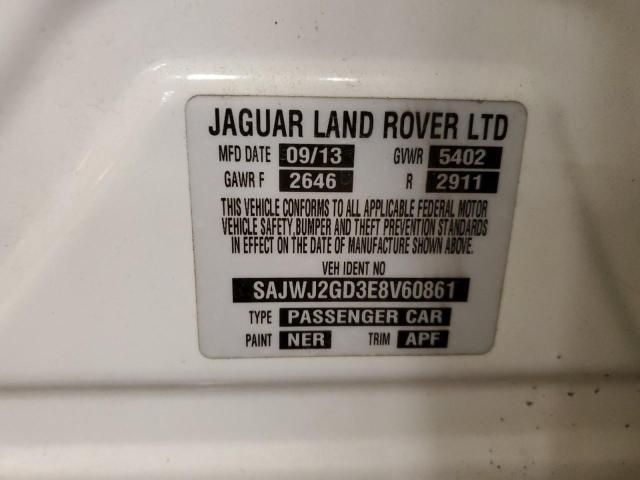 JAGUAR LAND ROVER LTD
MFD DATE 09/13 GVWR 5402
GAWR F 2646 R 2911
THIS VEHICLE CONFORMS TO ALL APPLICABLE FEDERAL MOTOR
VEHICLE SAFETY, BUMPER AND THEFT PREVENTION STANDARDS
IN EFFECT ON THE DATE OF MANUFACTURE SHOWN ABOVE.
VEH IDENT NO
SAJWJ2GD3E8V60861
TYPE PASSENGER CAR
PAINT NER TRIM APF